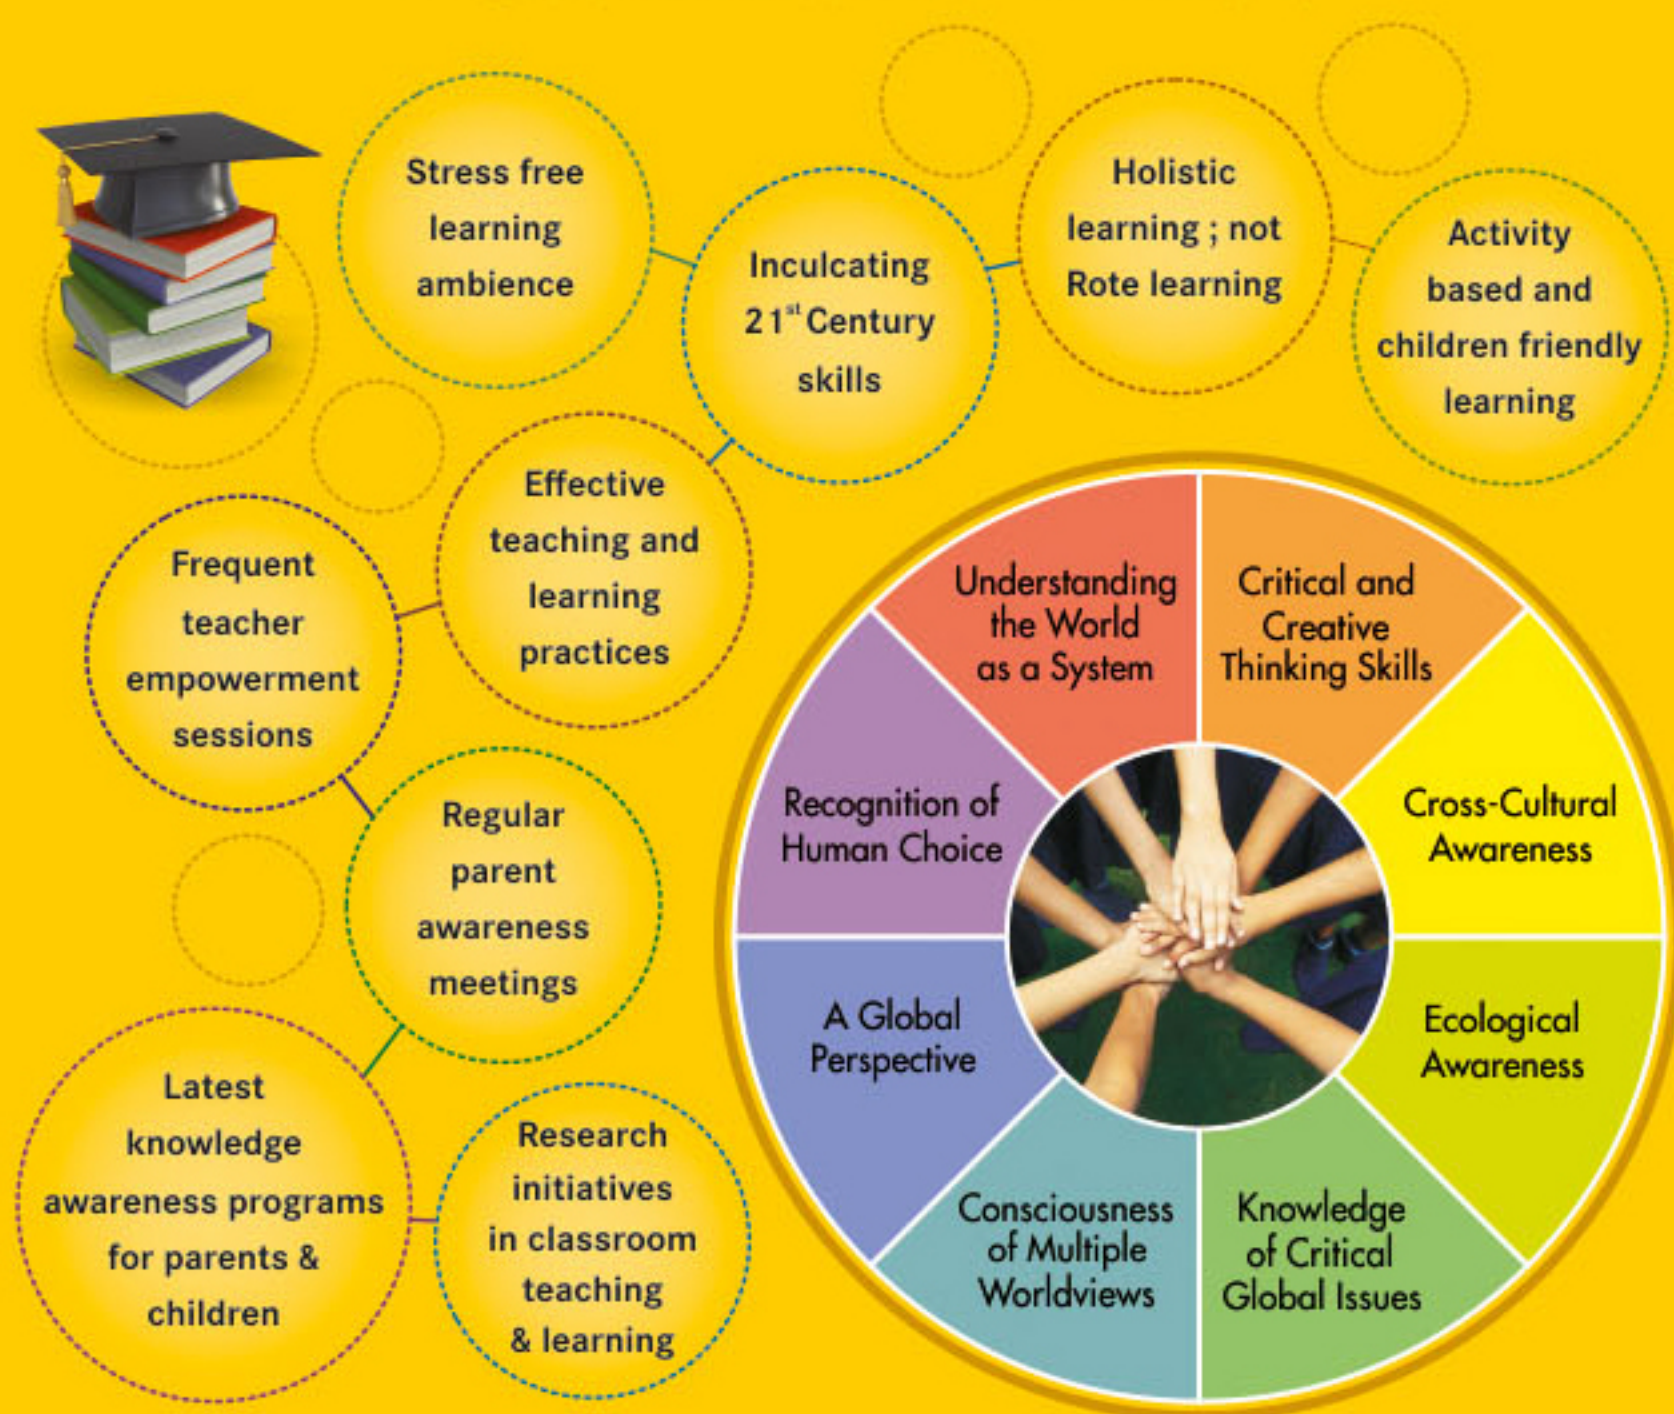 Stress free
learning
ambience
Inculcating
21st Century
skills
Holistic
learning ; not
Rote learning
Activity
based and
children friendly
learning
Effective
teaching and
learning
practices
Frequent
teacher
empowerment
sessions
Regular
parent
awareness
meetings
Latest
knowledge
awareness programs
for parents &
children
Research
initiatives
in classroom
teaching
& learning
Understanding
the World
as a System
Critical and
Creative
Thinking Skills
Cross-Cultural
Awareness
Ecological
Awareness
Knowledge
of Critical
Global Issues
Consciousness
of Multiple
Worldviews
A Global
Perspective
Recognition of
Human Choice